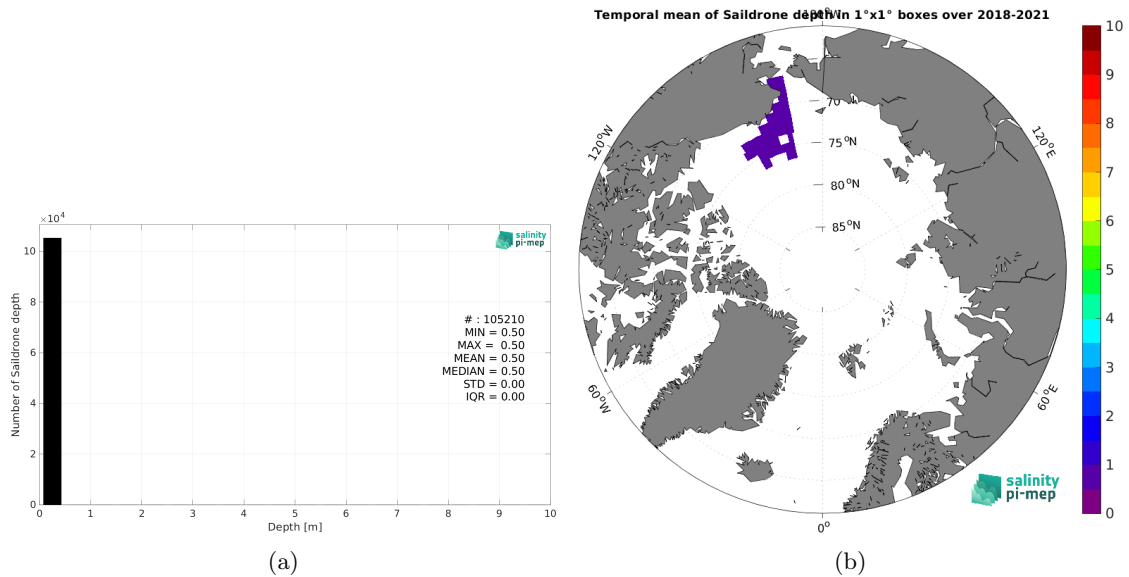 ×10⁴
10
8
6
4
2
0
Number of Saildrone depth
salinity
pi-mep
# : 105210
MIN = 0.50
MAX = 0.50
MEAN = 0.50
MEDIAN = 0.50
STD = 0.00
IQR = 0.00
0 1 2 3 4 5 6 7 8 9 10
Depth [m]
(a)
Temporal mean of Saildrone depth in 1°x1° boxes over 2018-2021
120°W
120°E
75°N
80°N
85°N
60°W
60°E
0°
salinity
pi-mep
10
9
8
7
6
5
4
3
2
1
0
(b)